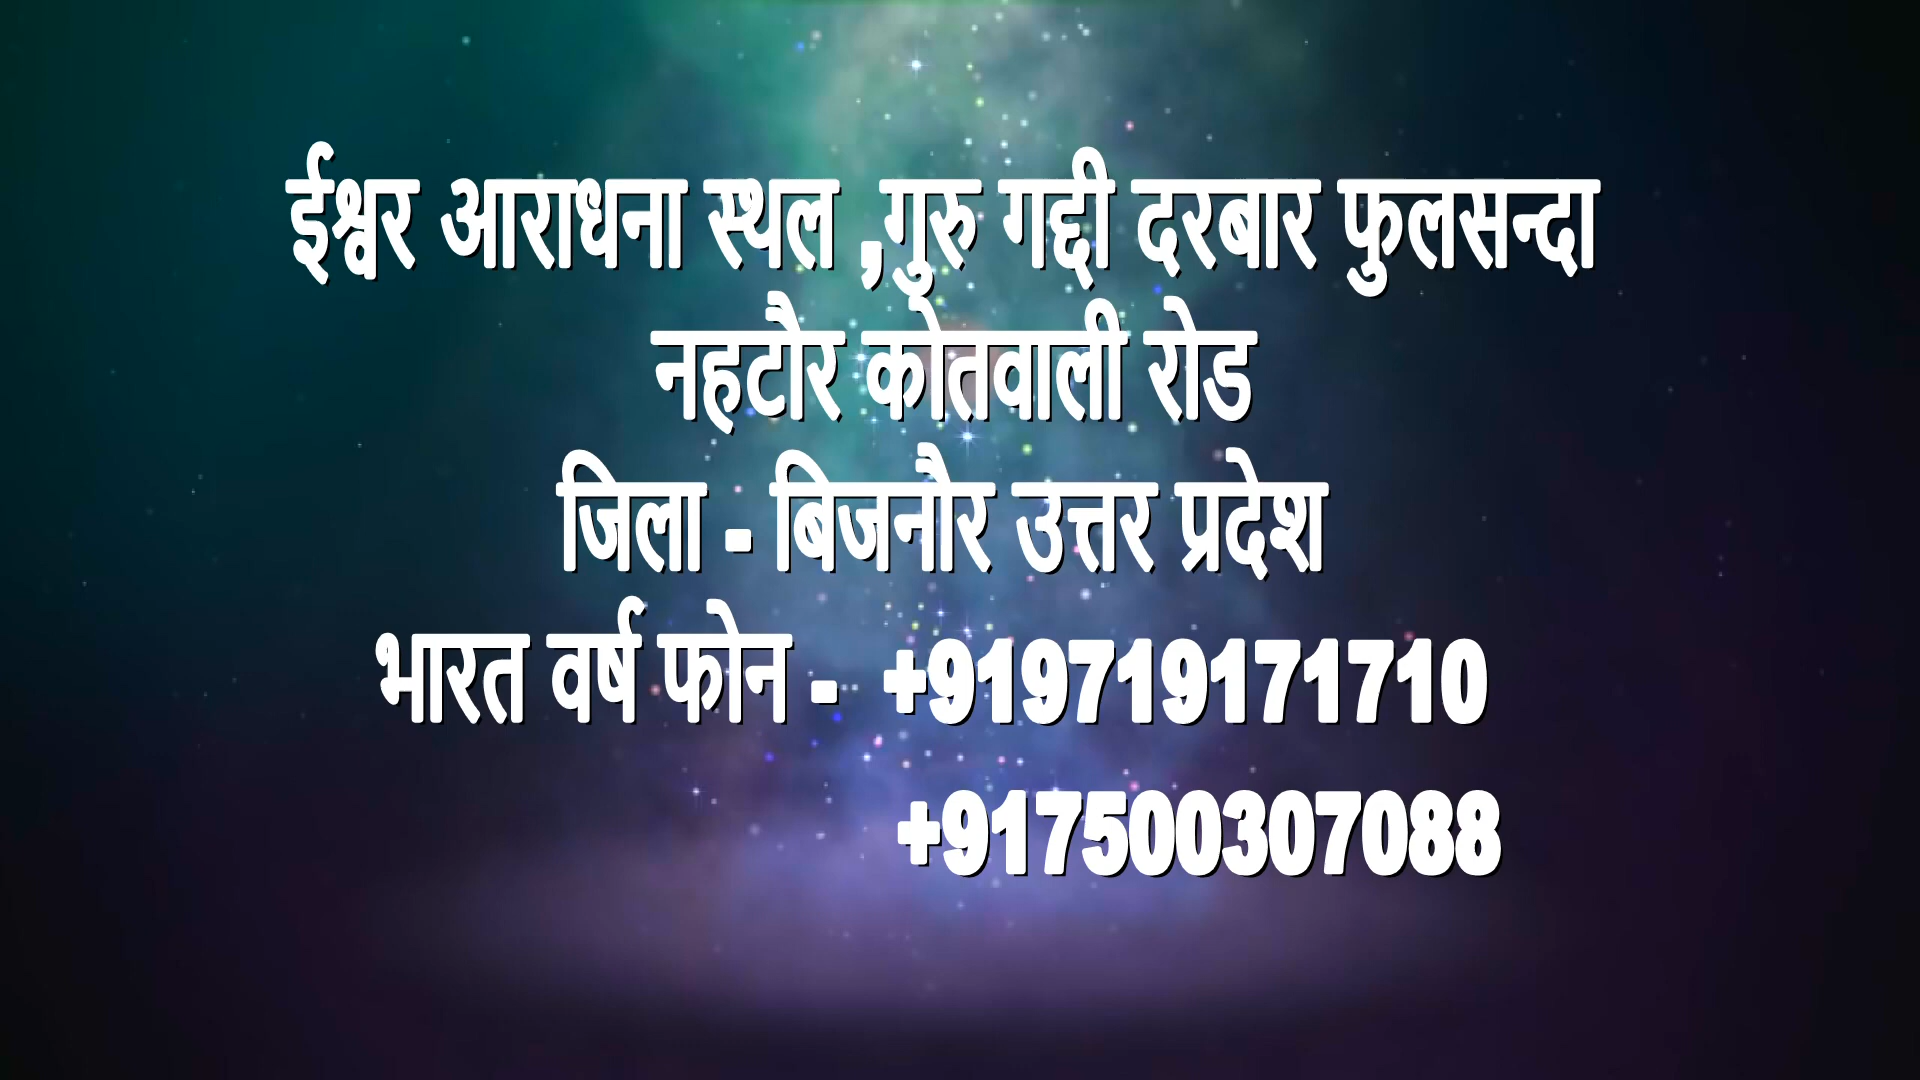 ईश्वर आराधना स्थल ,गुरु गद्दी दरबार फुलसन्दा
नहटौर कोतवाली रोड
जिला - बिजनौर उत्तर प्रदेश
भारत वर्ष फोन - +919719171710
+917500307088